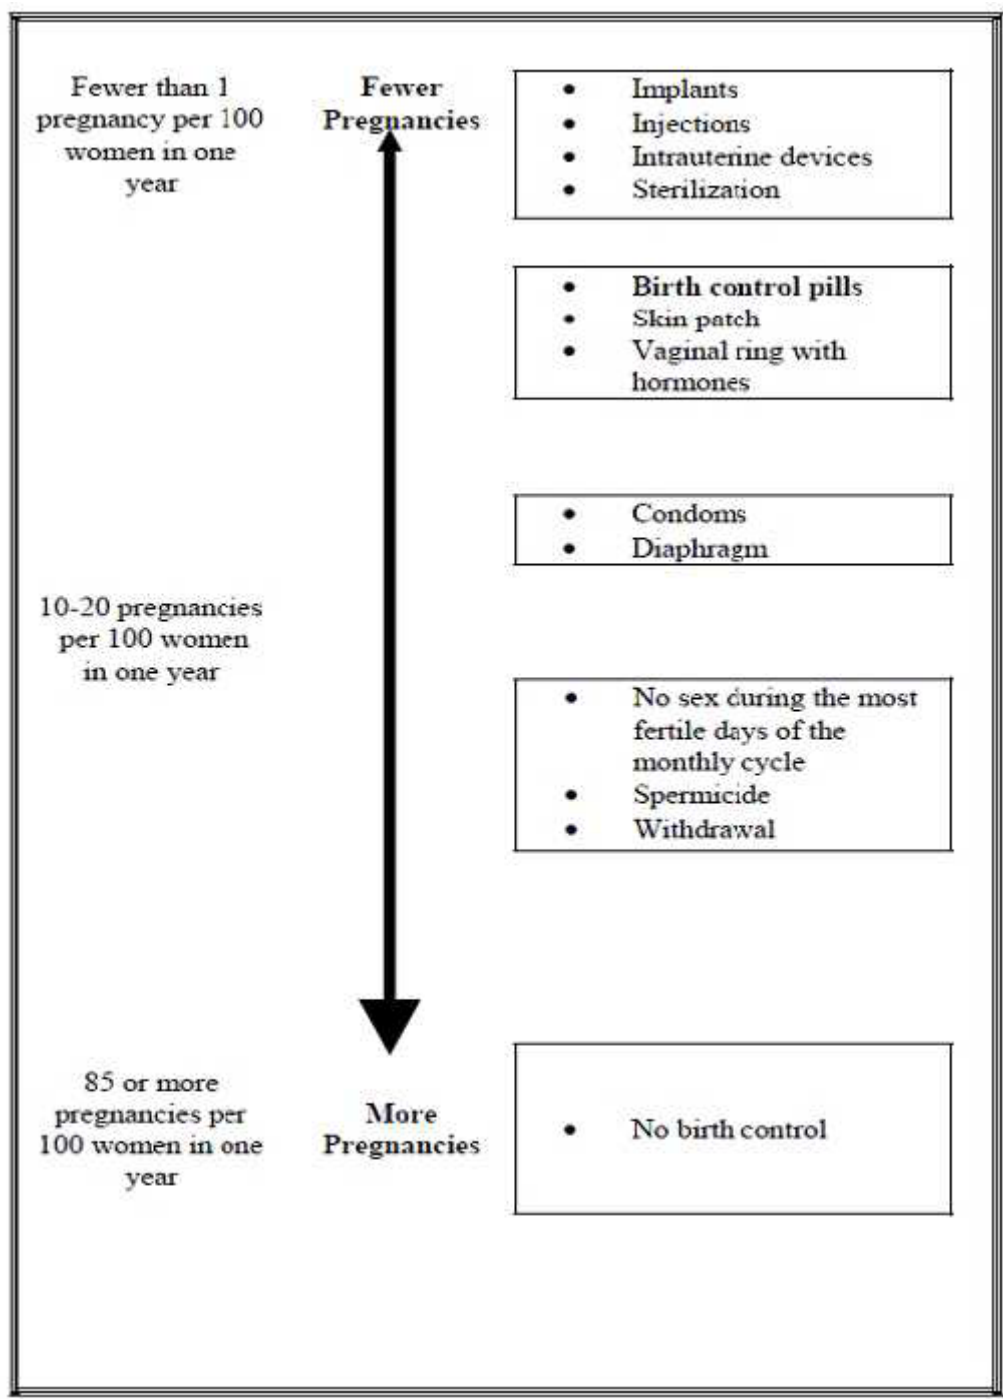 Fewer than 1
pregnancy per 100
women in one
year
Fewer
Pregnancies
• Implants
• Injections
• Intrauterine devices
• Sterilization
• Birth control pills
• Skin patch
• Vaginal ring with
hormones
• Condoms
• Diaphragm
10-20 pregnancies
per 100 women
in one year
• No sex during the most
fertile days of the
monthly cycle
• Spermicide
• Withdrawal
85 or more
pregnancies per
100 women in one
year
More
Pregnancies
• No birth control